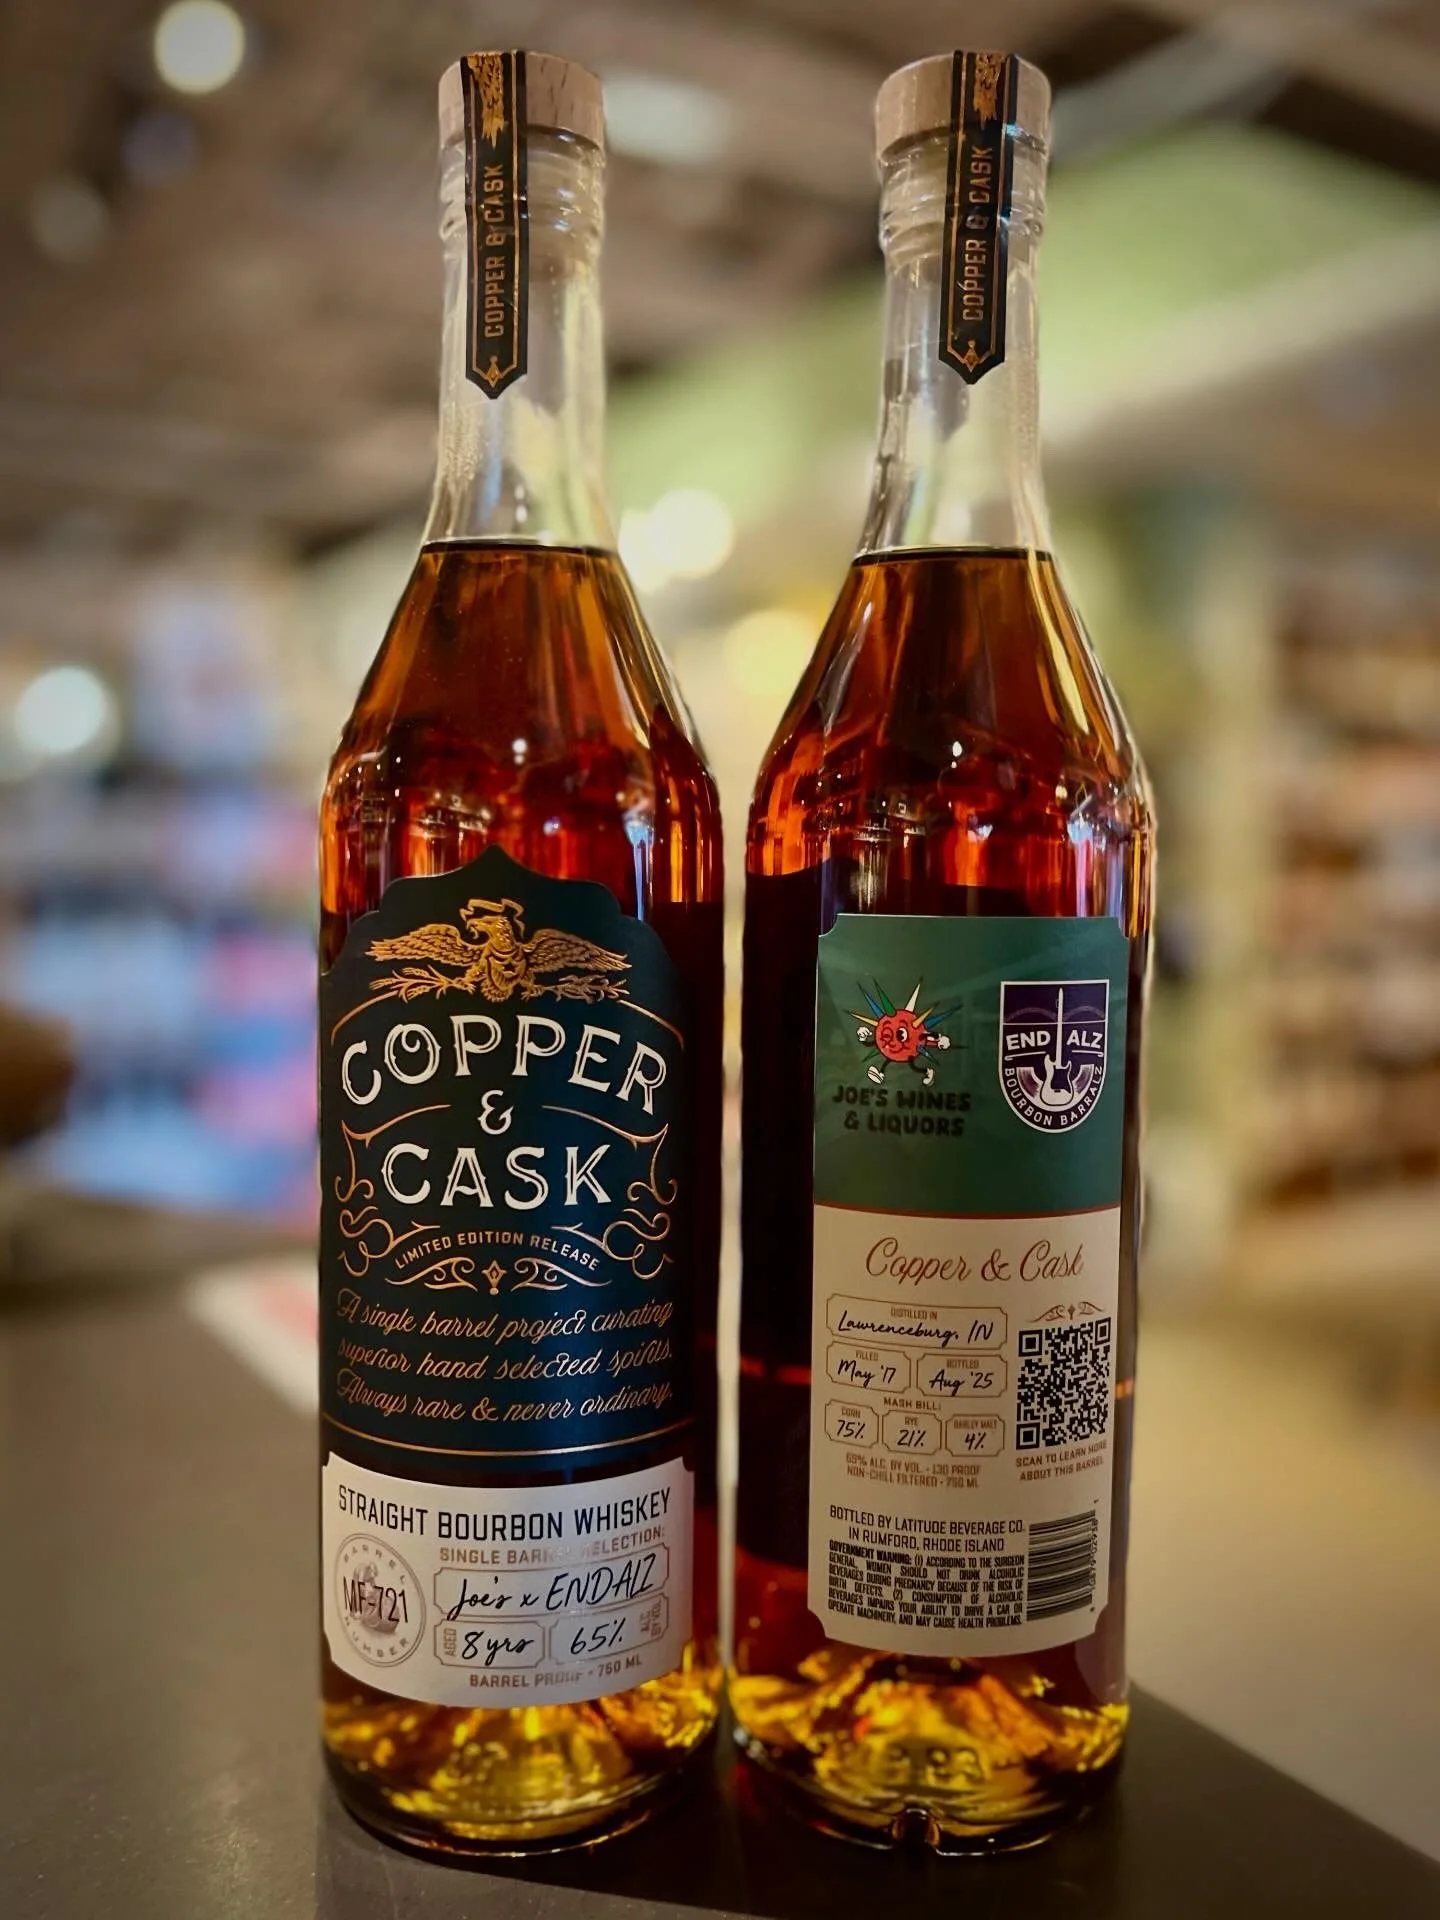 COPPER & CASK
COPPER
&
CASK
LIMITED EDITION RELEASE
A single barrel project curating
superior hand selected spirits.
Always rare & never ordinary.
STRAIGHT BOURBON WHISKEY
SINGLE BARREL SELECTION:
Joe's x ENDALZ
BARREL
MF-721
NUMBER
AGED
8 yrs
65%
ALC.
BY VOL.
BARREL PROOF • 750 ML
COPPER & CASK
JOE'S WINES
& LIQUORS
END ALZ
BOURBON BARRALZ
Copper & Cask
DISTILLED IN
Lawrenceburg, IN
FILLED
May '17
BOTTLED
Aug '25
MASH BILL:
CORN
75%
RYE
21%
BARLEY MALT
4%
65% ALC. BY VOL. • 130 PROOF
NON-CHILL FILTERED • 750 ML
SCAN TO LEARN MORE
ABOUT THIS BARREL
BOTTLED BY LATITUDE BEVERAGE CO.
IN RUMFORD, RHODE ISLAND
GOVERNMENT WARNING: (1) ACCORDING TO THE SURGEON
GENERAL, WOMEN SHOULD NOT DRINK ALCOHOLIC
BEVERAGES DURING PREGNANCY BECAUSE OF THE RISK OF
BIRTH DEFECTS. (2) CONSUMPTION OF ALCOHOLIC
BEVERAGES IMPAIRS YOUR ABILITY TO DRIVE A CAR OR
OPERATE MACHINERY, AND MAY CAUSE HEALTH PROBLEMS.